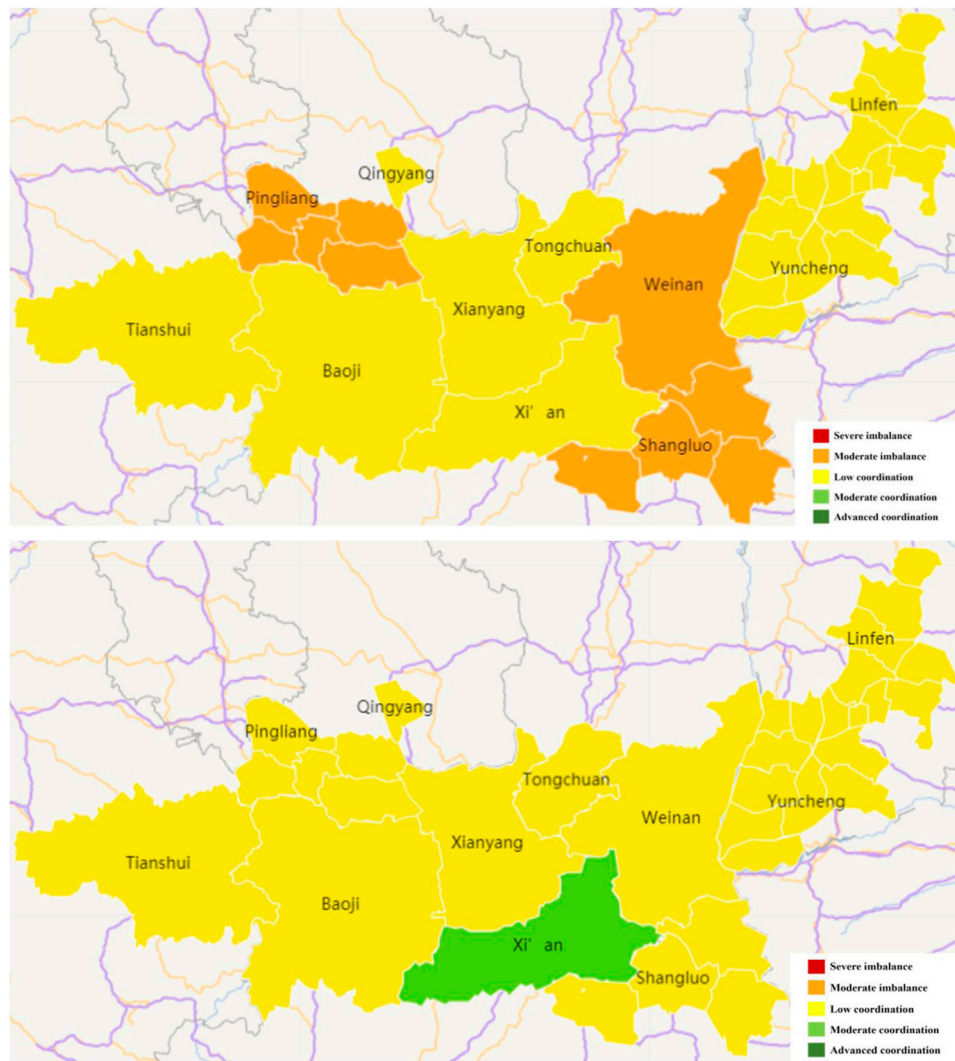 Linfen
Qingyang
Pingliang
Tongchuan
Yuncheng
Weinan
Xianyang
Tianshui
Baoji
Xi’an
Shangluo
Severe imbalance
Moderate imbalance
Low coordination
Moderate coordination
Advanced coordination
Linfen
Qingyang
Pingliang
Tongchuan
Yuncheng
Weinan
Xianyang
Tianshui
Baoji
Xi’an
Shangluo
Severe imbalance
Moderate imbalance
Low coordination
Moderate coordination
Advanced coordination